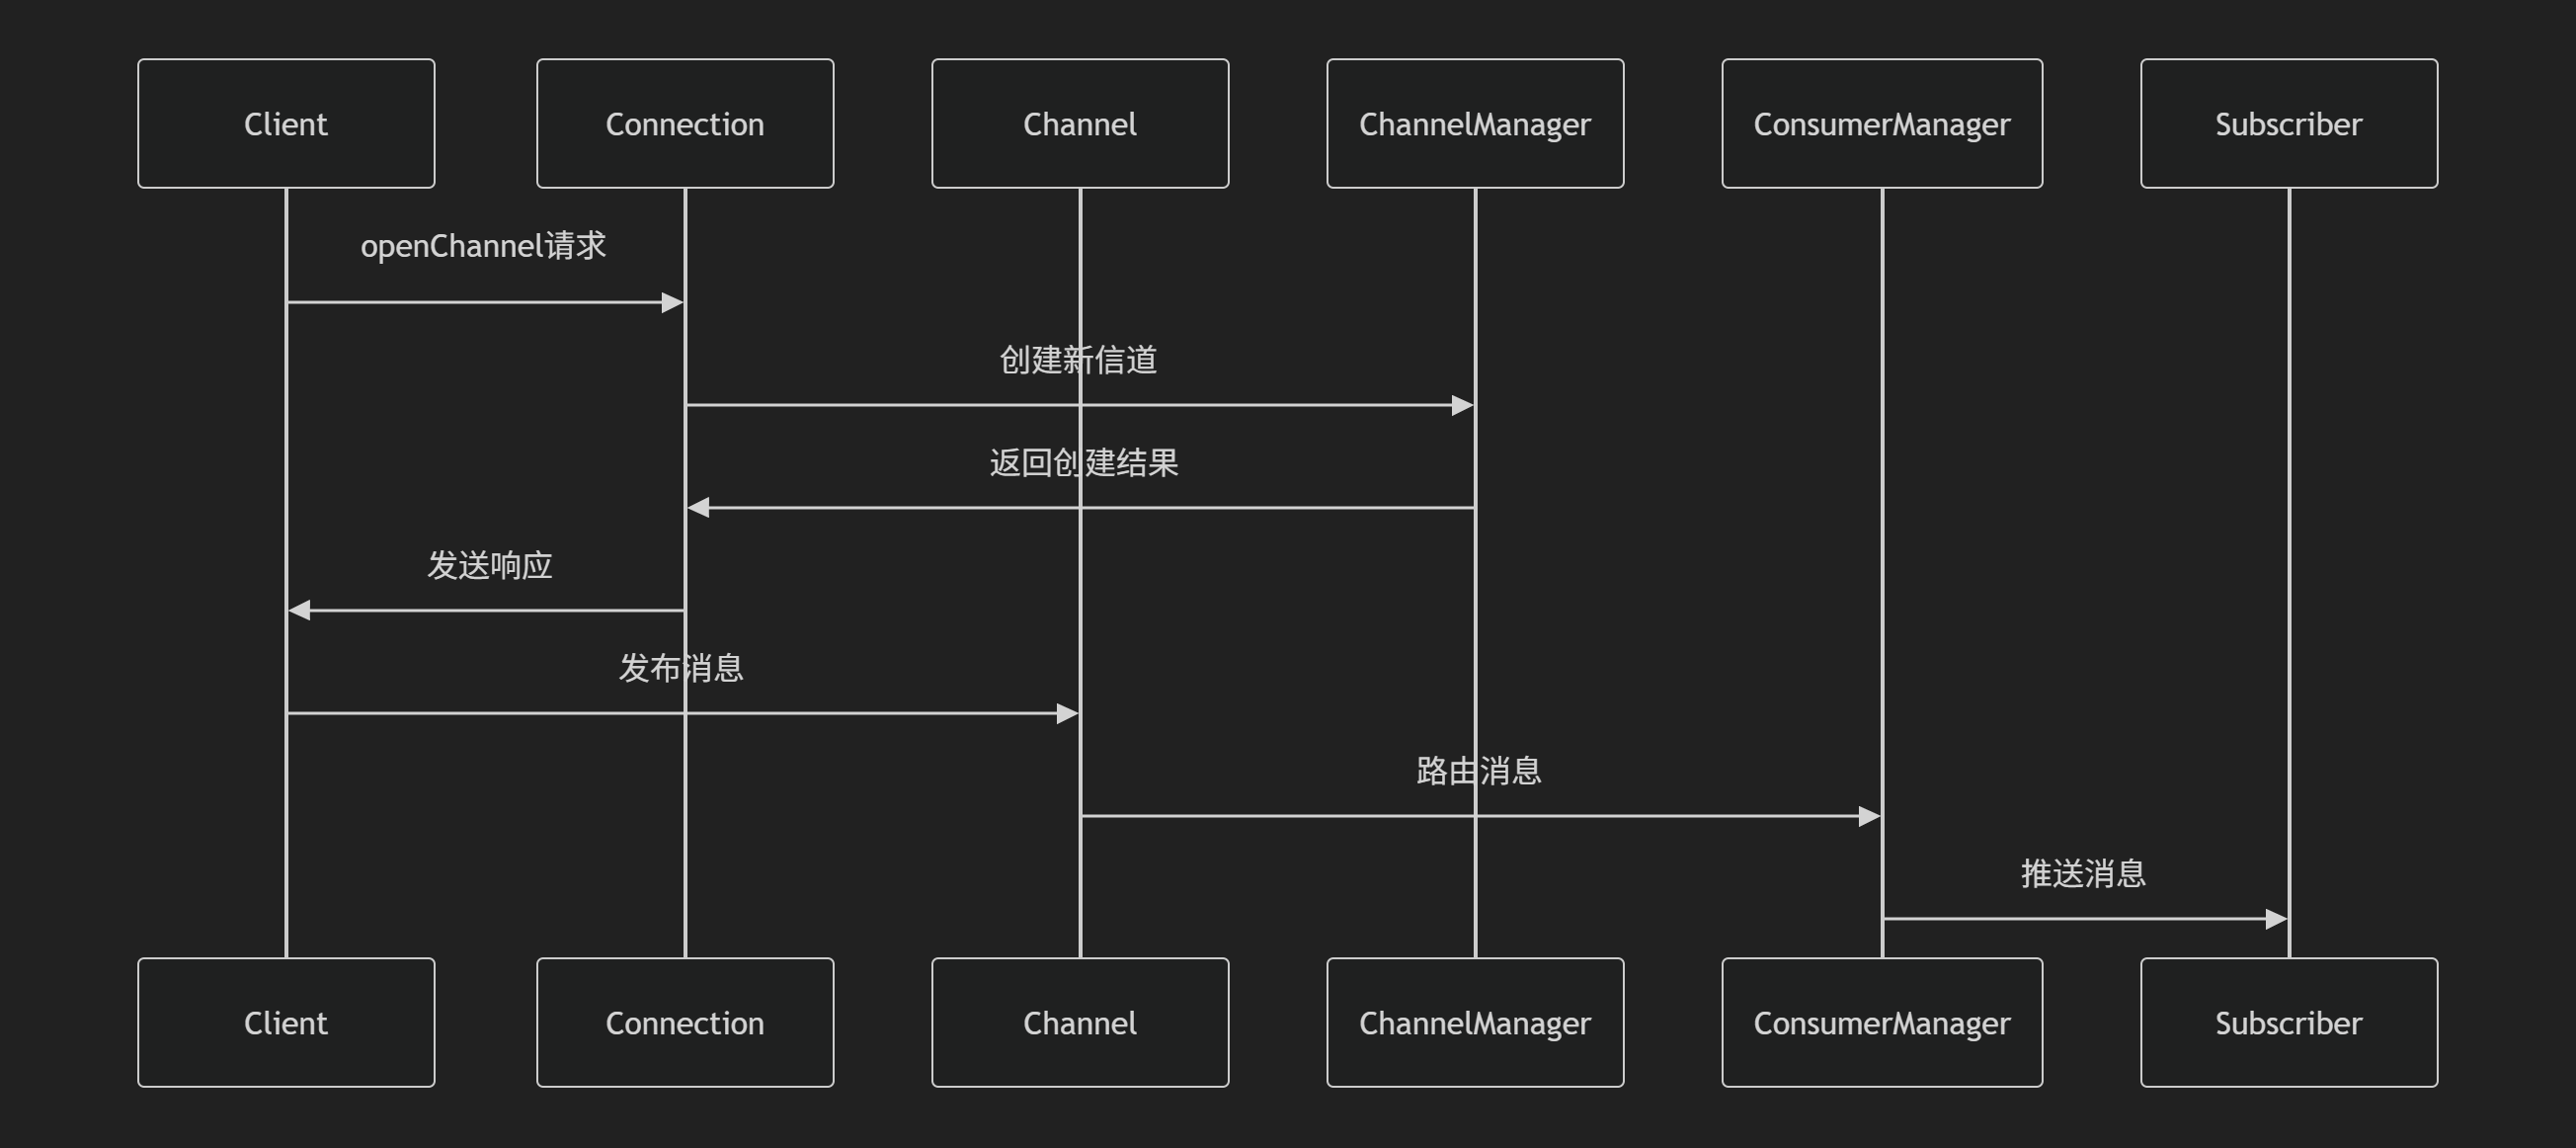 Client
Connection
Channel
ChannelManager
ConsumerManager
Subscriber
openChannel请求
创建新信道
返回创建结果
发送响应
发布消息
路由消息
推送消息
Client
Connection
Channel
ChannelManager
ConsumerManager
Subscriber